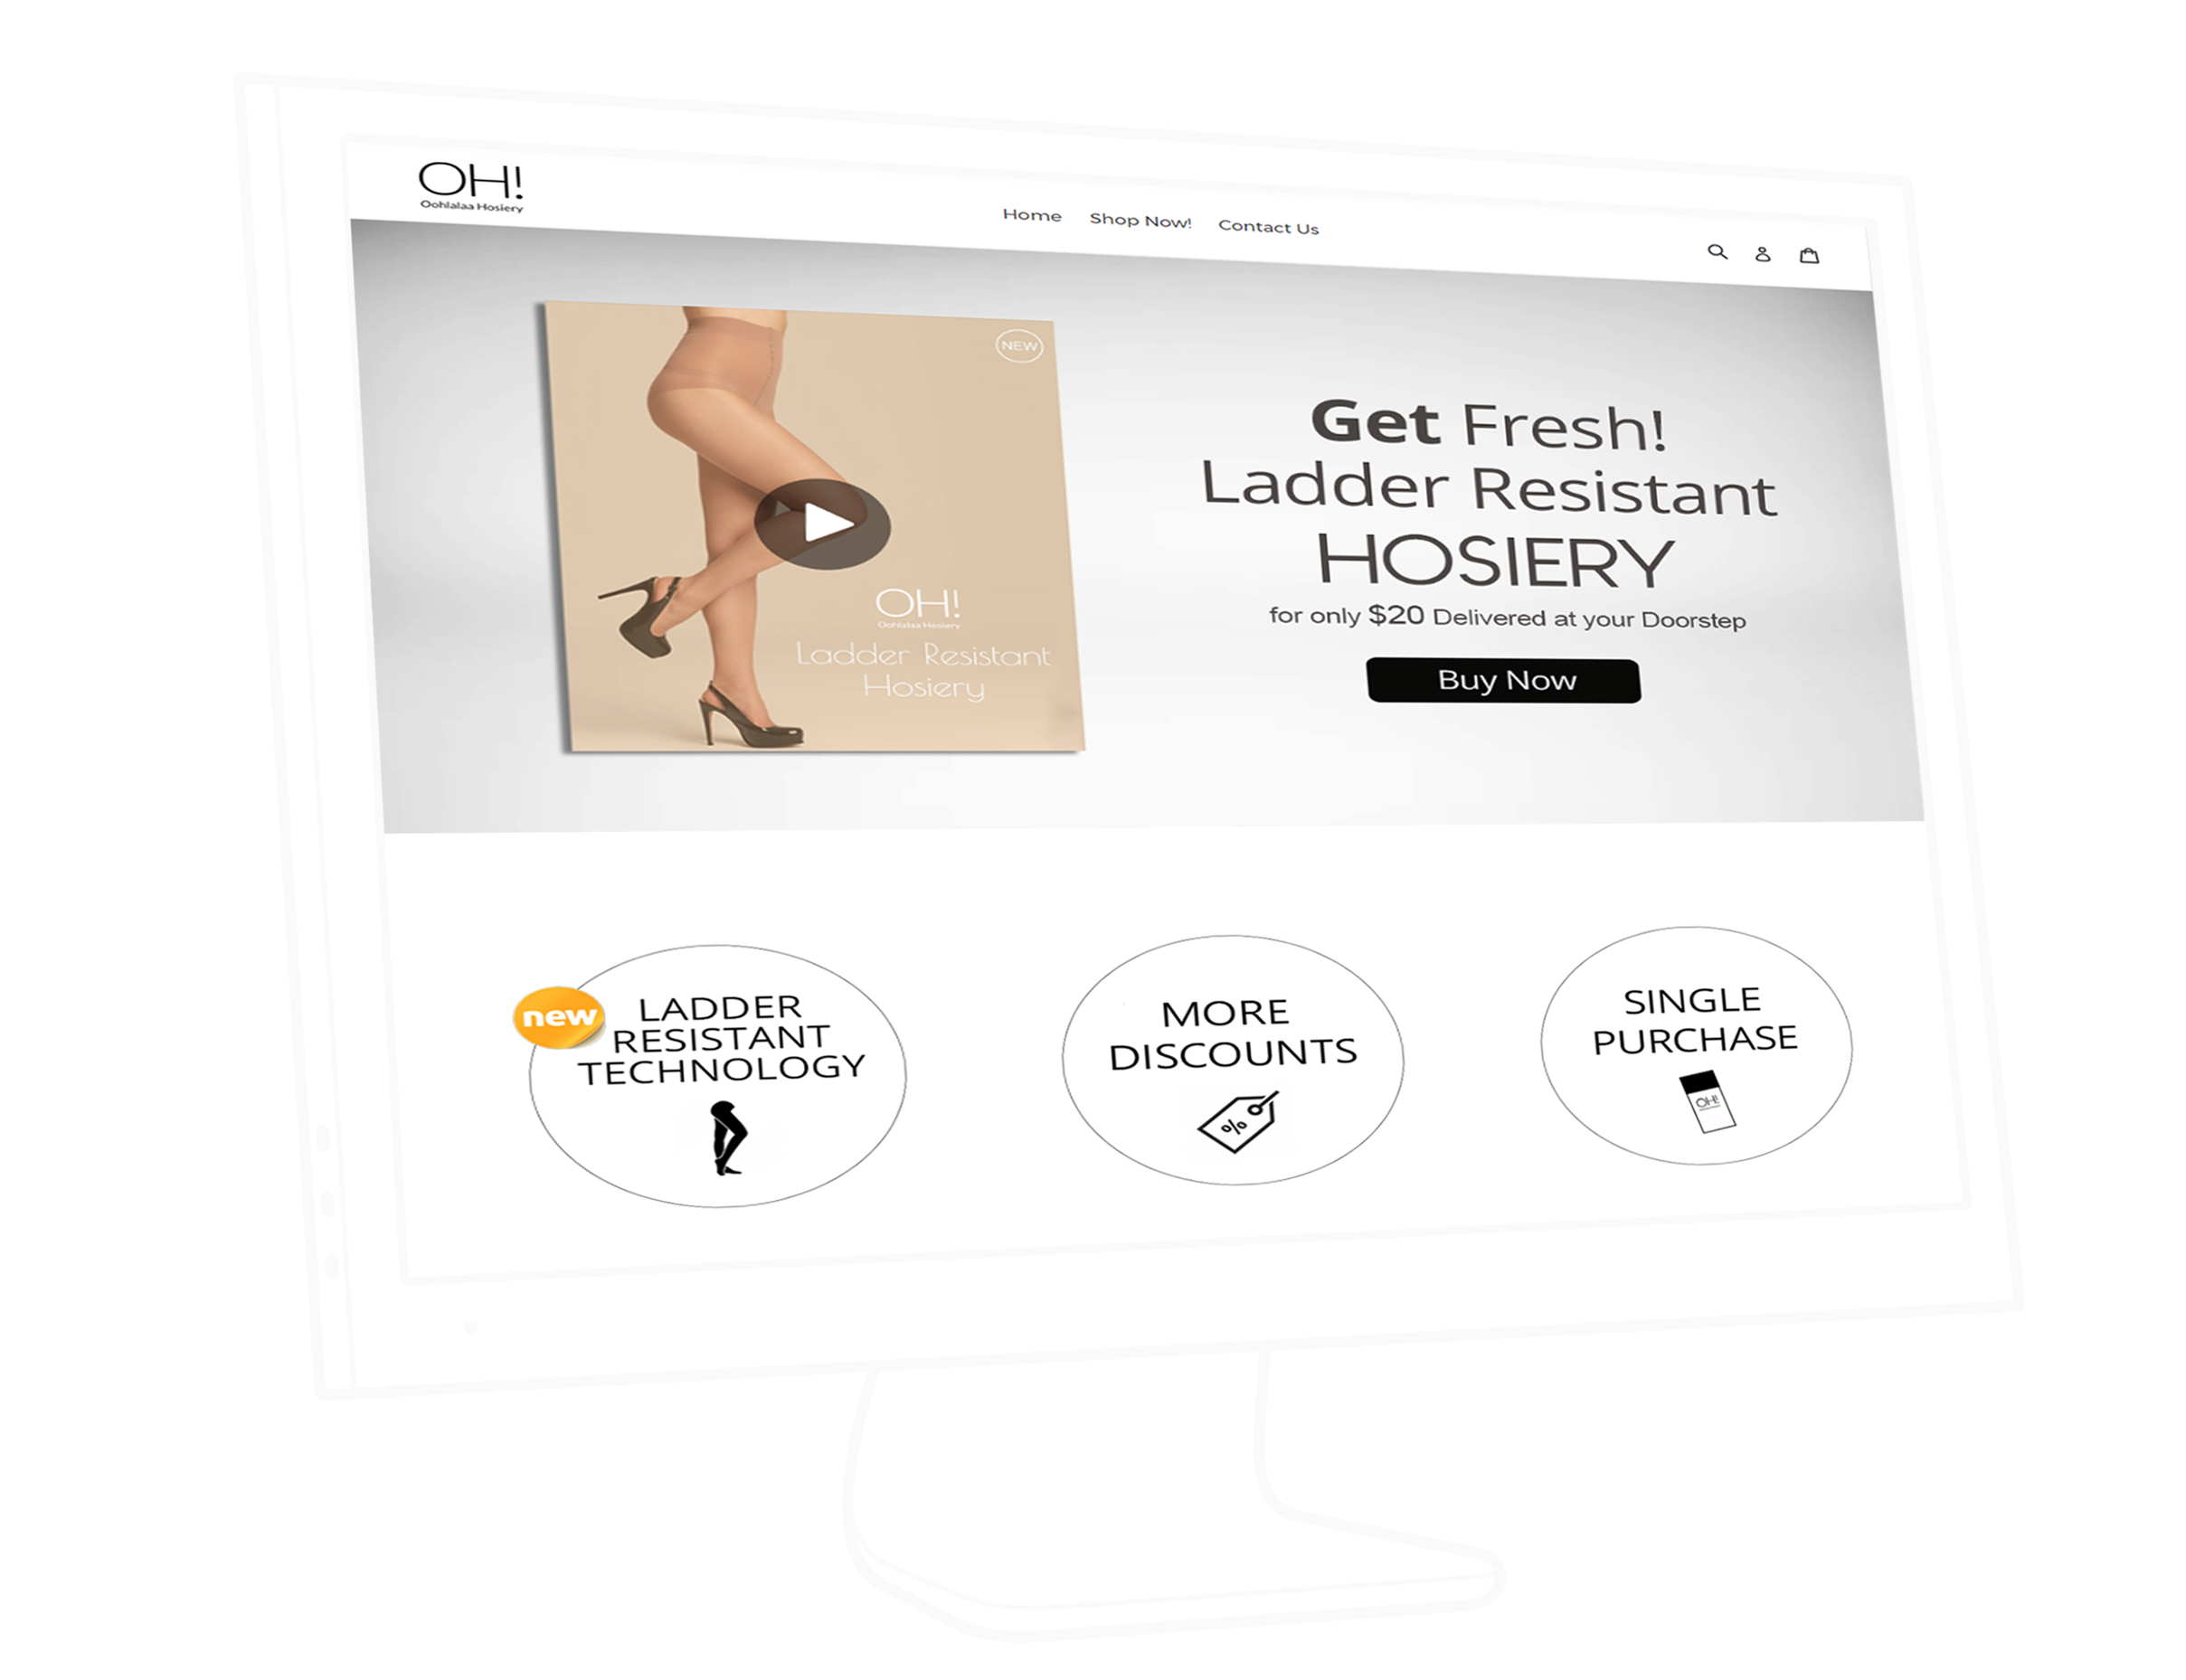 OH!
Oohlalaa Hosiery
Home Shop Now! Contact Us
NEW
OH!
Oohlalaa Hosiery
Ladder Resistant
Hosiery
Get Fresh!
Ladder Resistant
HOSIERY
for only $20 Delivered at your Doorstep
Buy Now
new
LADDER
RESISTANT
TECHNOLOGY
MORE
DISCOUNTS
%
SINGLE
PURCHASE
OH!